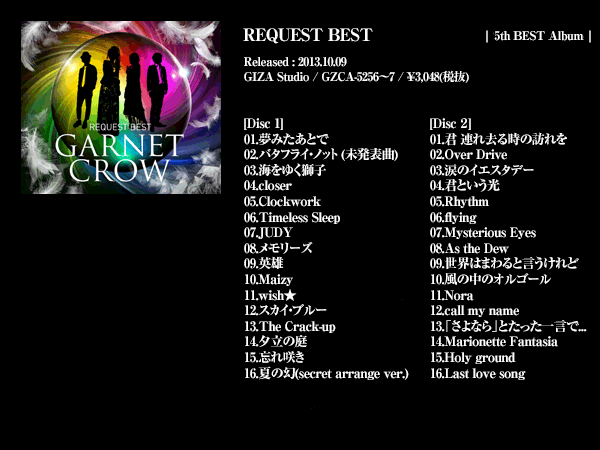 REQUEST BEST
GARNET
CROW
REQUEST BEST
| 5th BEST Album |
Released : 2013.10.09
GIZA Studio / GZCA-5256～7 / ¥3,048(税抜)
[Disc 1]
01.夢みたあとで
02.バタフライ・ノット (未発表曲)
03.海をゆく獅子
04.closer
05.Clockwork
06.Timeless Sleep
07.JUDY
08.メモリーズ
09.英雄
10.Maizy
11.wish★
12.スカイ・ブルー
13.The Crack-up
14.夕立の庭
15.忘れ咲き
16.夏の幻(secret arrange ver.)
[Disc 2]
01.君 連れ去る時の訪れを
02.Over Drive
03.涙のイエスタデー
04.君という光
05.Rhythm
06.flying
07.Mysterious Eyes
08.As the Dew
09.世界はまわると言うけれど
10.風の中のオルゴール
11.Nora
12.call my name
13.「さよなら」とたった一言で...
14.Marionette Fantasia
15.Holy ground
16.Last love song